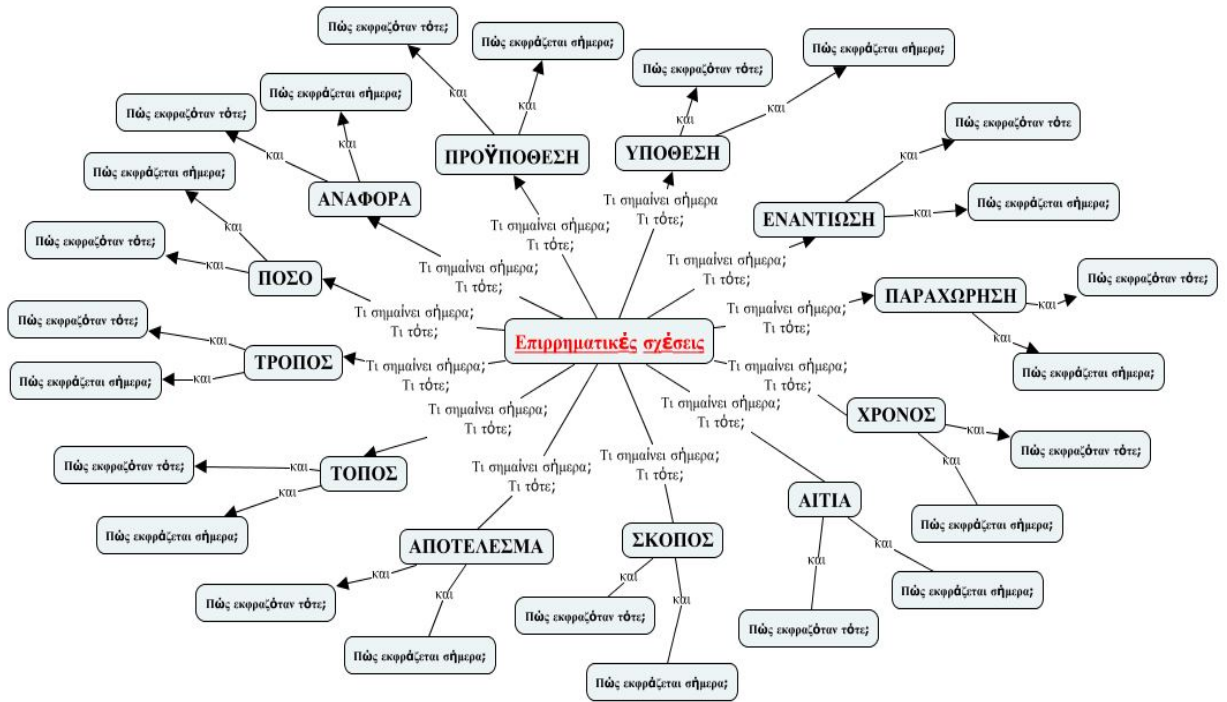 Πώς εκφραζόταν τότε;
Πώς εκφράζεται σήμερα;
Πώς εκφράζεται σήμερα;
Πώς εκφραζόταν τότε;
Πώς εκφράζεται σήμερα;
Πώς εκφραζόταν τότε;
και
και
και
και
Πώς εκφραζόταν τότε
και
και
και
ΠΡΟΫΠΟΘΕΣΗ
ΥΠΟΘΕΣΗ
Πώς εκφράζεται σήμερα;
και
ΑΝΑΦΟΡΑ
Τι σημαίνει σήμερα;
Τι τότε;
Τι σημαίνει σήμερα
Τι τότε;
ΕΝΑΝΤΙΩΣΗ
και
Πώς εκφράζεται σήμερα;
Πώς εκφραζόταν τότε;
και
ΠΟΣΟ
Τι σημαίνει σήμερα;
Τι τότε;
Τι σημαίνει σήμερα;
Τι τότε;
Πώς εκφραζόταν τότε;
ΠΑΡΑΧΩΡΗΣΗ
και
Τι σημαίνει σήμερα;
Τι τότε;
Τι σημαίνει σήμερα;
Τι τότε;
Πώς εκφραζόταν τότε;
και
Επιρρηματικές σχέσεις
και
Πώς εκφράζεται σήμερα;
ΤΡΟΠΟΣ
Τι σημαίνει σήμερα;
Τι τότε;
Τι σημαίνει σήμερα;
Τι τότε;
Πώς εκφράζεται σήμερα;
και
Τι σημαίνει σήμερα;
Τι τότε;
Τι σημαίνει σήμερα;
Τι τότε;
ΧΡΟΝΟΣ
και
Πώς εκφραζόταν τότε;
Πώς εκφραζόταν τότε;
και
ΤΟΠΟΣ
Τι σημαίνει σήμερα;
Τι τότε;
Τι σημαίνει σήμερα;
Τι τότε;
και
και
ΑΙΤΙΑ
Πώς εκφράζεται σήμερα;
Πώς εκφράζεται σήμερα;
ΑΠΟΤΕΛΕΣΜΑ
ΣΚΟΠΟΣ
και
και
και
και
Πώς εκφραζόταν τότε;
και
και
Πώς εκφράζεται σήμερα;
Πώς εκφραζόταν τότε;
Πώς εκφραζόταν τότε;
Πώς εκφράζεται σήμερα;
Πώς εκφράζεται σήμερα;